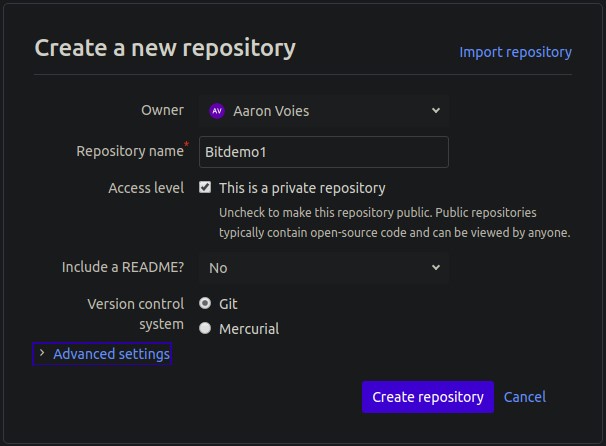 Create a new repository
Import repository
Owner
AV Aaron Voies
Repository name*
Bitdemo1
Access level
This is a private repository
Uncheck to make this repository public. Public repositories
typically contain open-source code and can be viewed by anyone.
Include a README?
No
Version control
system
Git
Mercurial
Advanced settings
Create repository
Cancel